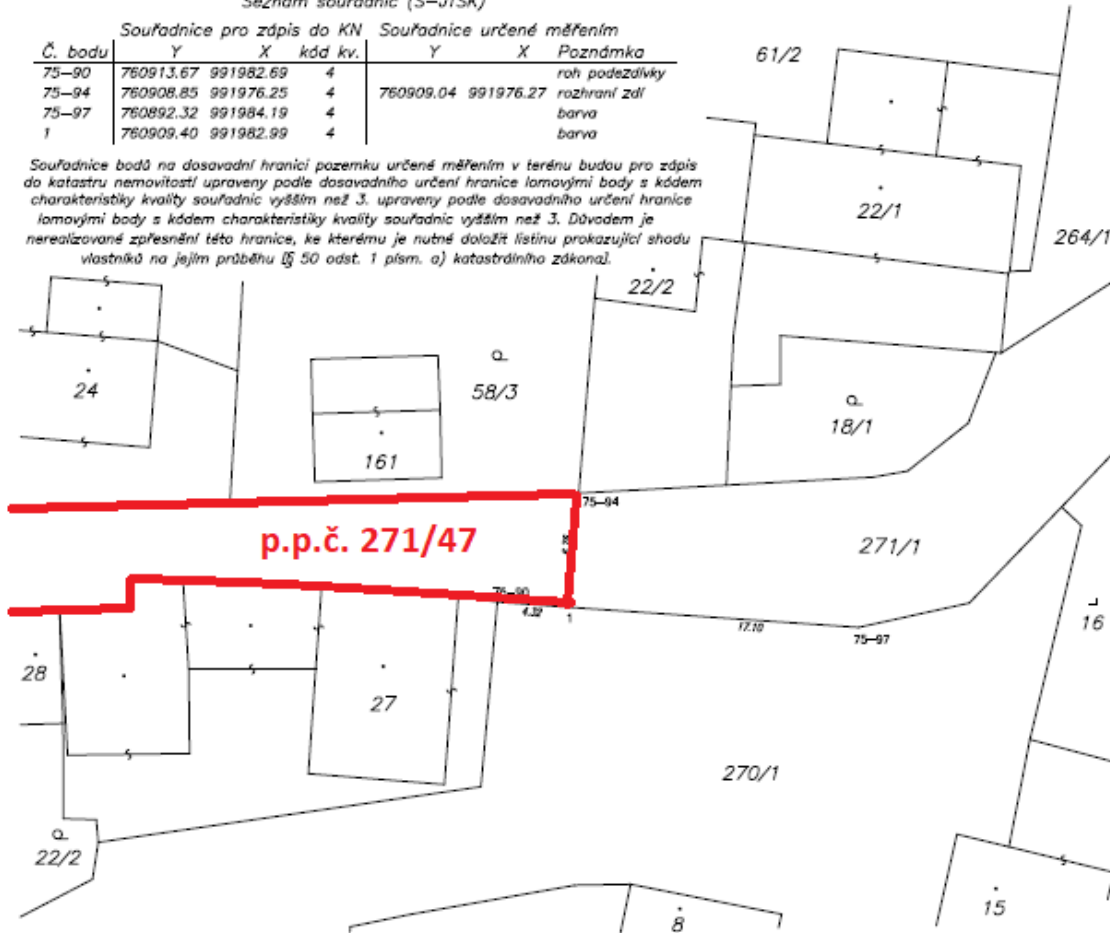 Seznam souřadnic (S-JTSK)
Souřadnice pro zápis do KN Souřadnice určené měřením
Č. bodu Y X kód kv. Y X Poznámka
75-90 760913.67 991982.69 4 roh podezdívky
75-94 760908.85 991976.25 4 760909.04 991976.27 rozhraní zdí
75-97 760892.32 991984.19 4 barva
1 760909.40 991982.99 4 barva
Souřadnice bodů na dosavadní hranici pozemku určené měřením v terénu budou pro zápis
do katastru nemovitostí upraveny podle dosavadního určení hranice lomovými body s kódem
charakteristiky kvality souřadnic vyšším než 3. upraveny podle dosavadního určení hranice
lomovými body s kódem charakteristiky kvality souřadnic vyšším než 3. Důvodem je
nerealizované zpřesnění této hranice, ke kterému je nutné doložit listinu prokazující shodu
vlastníků na jejím průběhu [§ 50 odst. 1 písm. a) katastrálního zákona].
61/2
22/1
264/1
22/2
24
58/3
18/1
161
75-94
p.p.č. 271/47
271/1
75-90
4.32
1
17.10
75-97
16
28
27
270/1
22/2
15
8